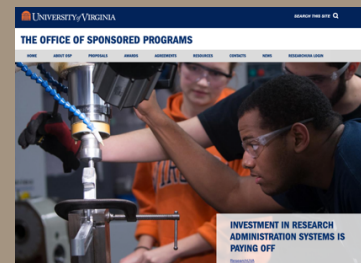 UNIVERSITY of VIRGINIA
SEARCH THIS SITE
THE OFFICE OF SPONSORED PROGRAMS
HOME ABOUT OSP PROPOSALS AWARDS AGREEMENTS RESOURCES CONTACTS NEWS RESEARCHUVA LOGIN
INVESTMENT IN RESEARCH
ADMINISTRATION SYSTEMS IS
PAYING OFF
ResearchUVA